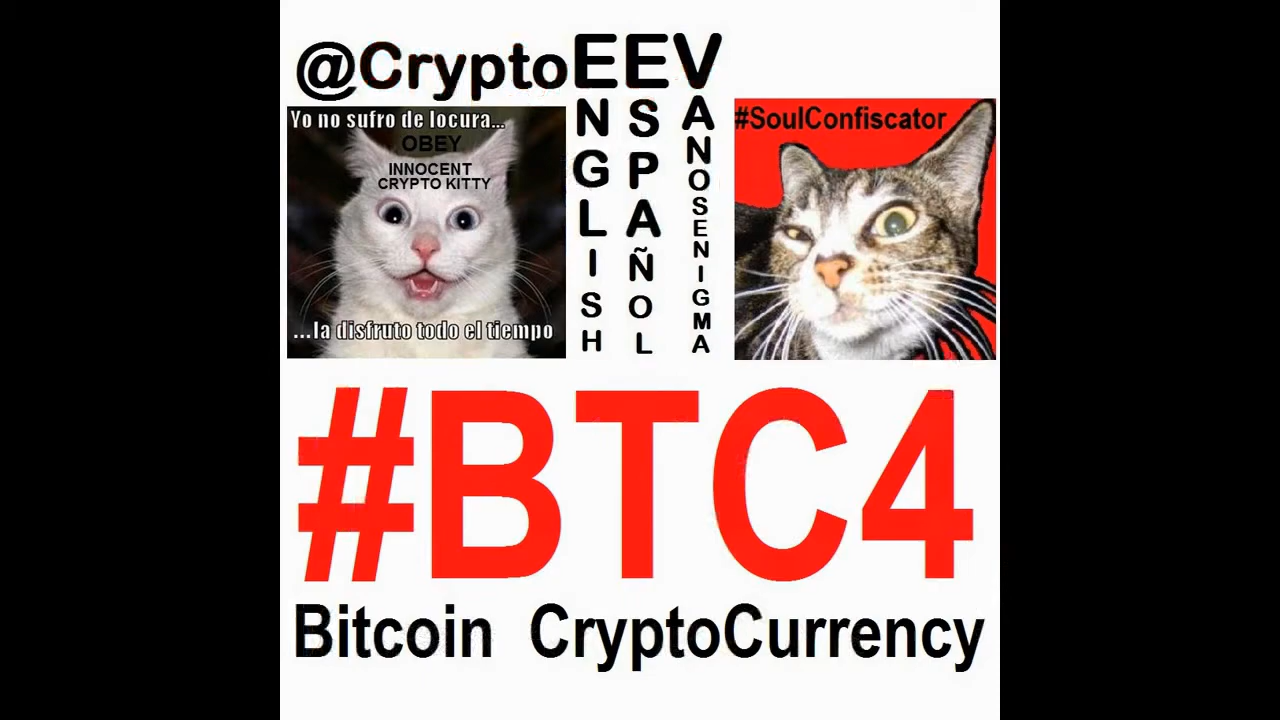 @CryptoEEV
ENGLISH
ESPAÑOL
VANOSENIGMA
Yo no sufro de locura...
OBEY
INNOCENT
CRYPTO KITTY
...la disfruto todo el tiempo
#SoulConfiscator
#BTC4
Bitcoin CryptoCurrency